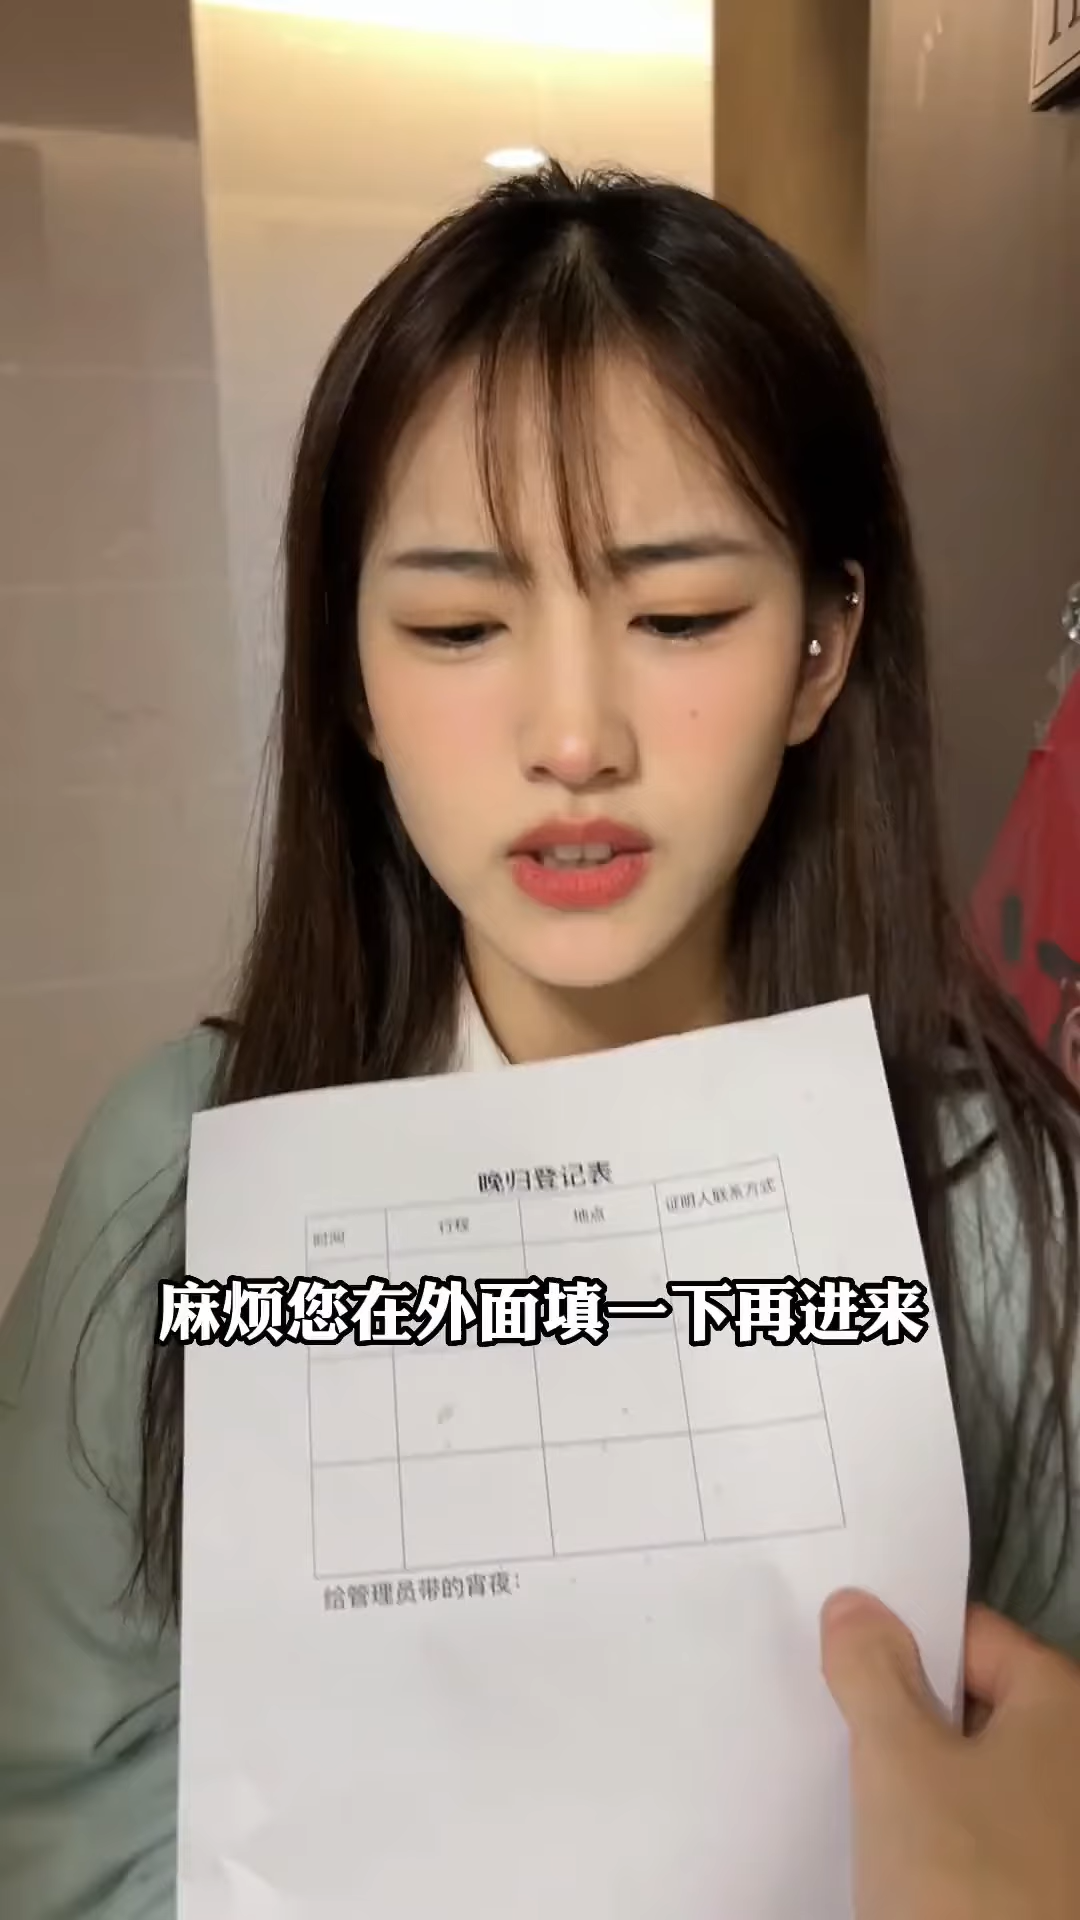 晚归登记表
时间 行程 地点 证明人联系方式
麻烦您在外面填一下再进来
给管理员带的宵夜: